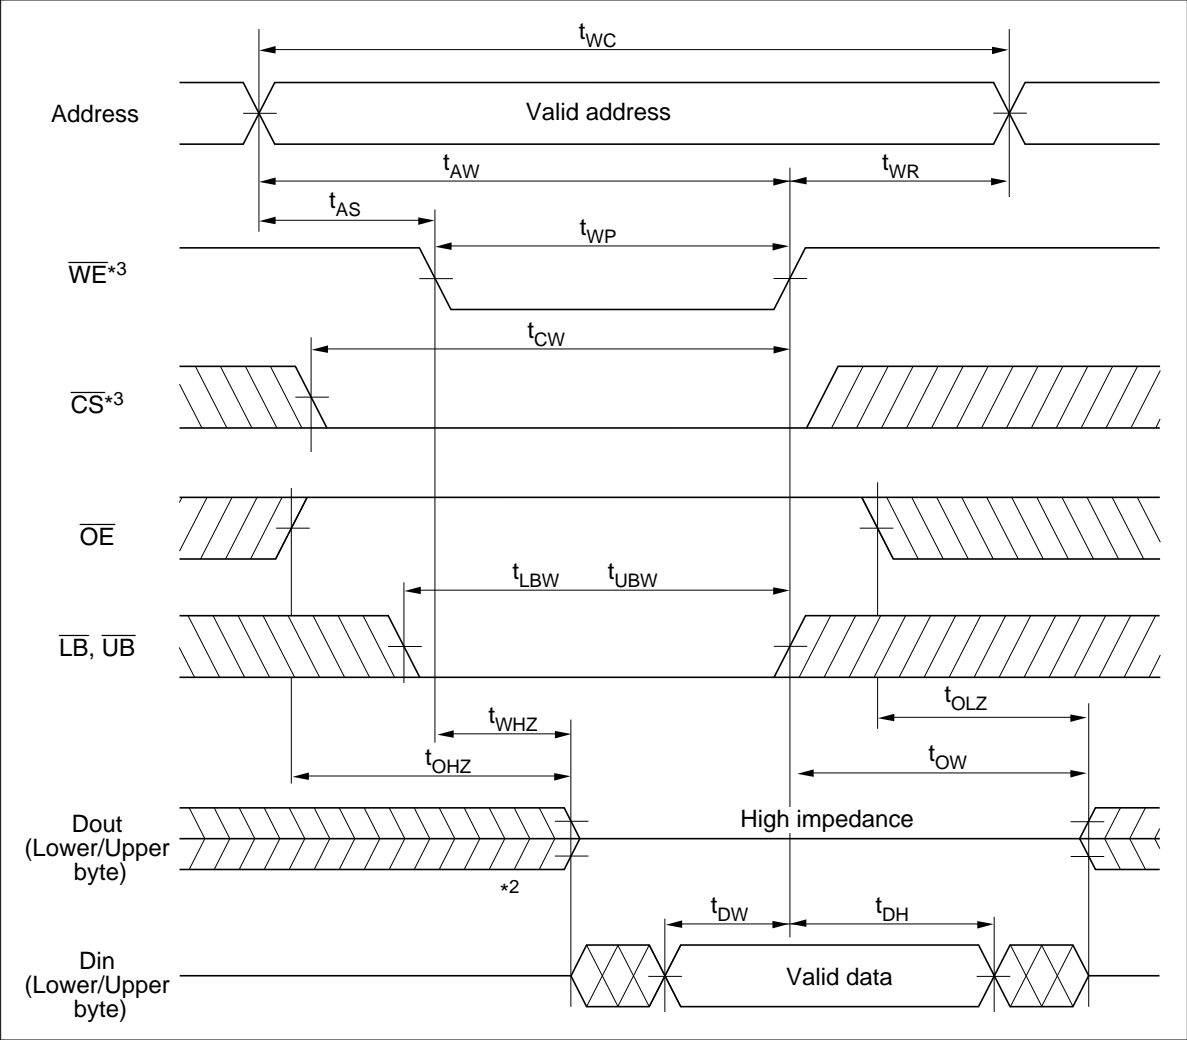 tWC
Address
Valid address
tAW
tWR
tAS
tWP
WE*3
tCW
CS*3
OE
tLBW tUBW
LB, UB
tOLZ
tWHZ
tOW
tOHZ
High impedance
Dout
(Lower/Upper
byte)
*2
tDW
tDH
Din
(Lower/Upper
byte)
Valid data